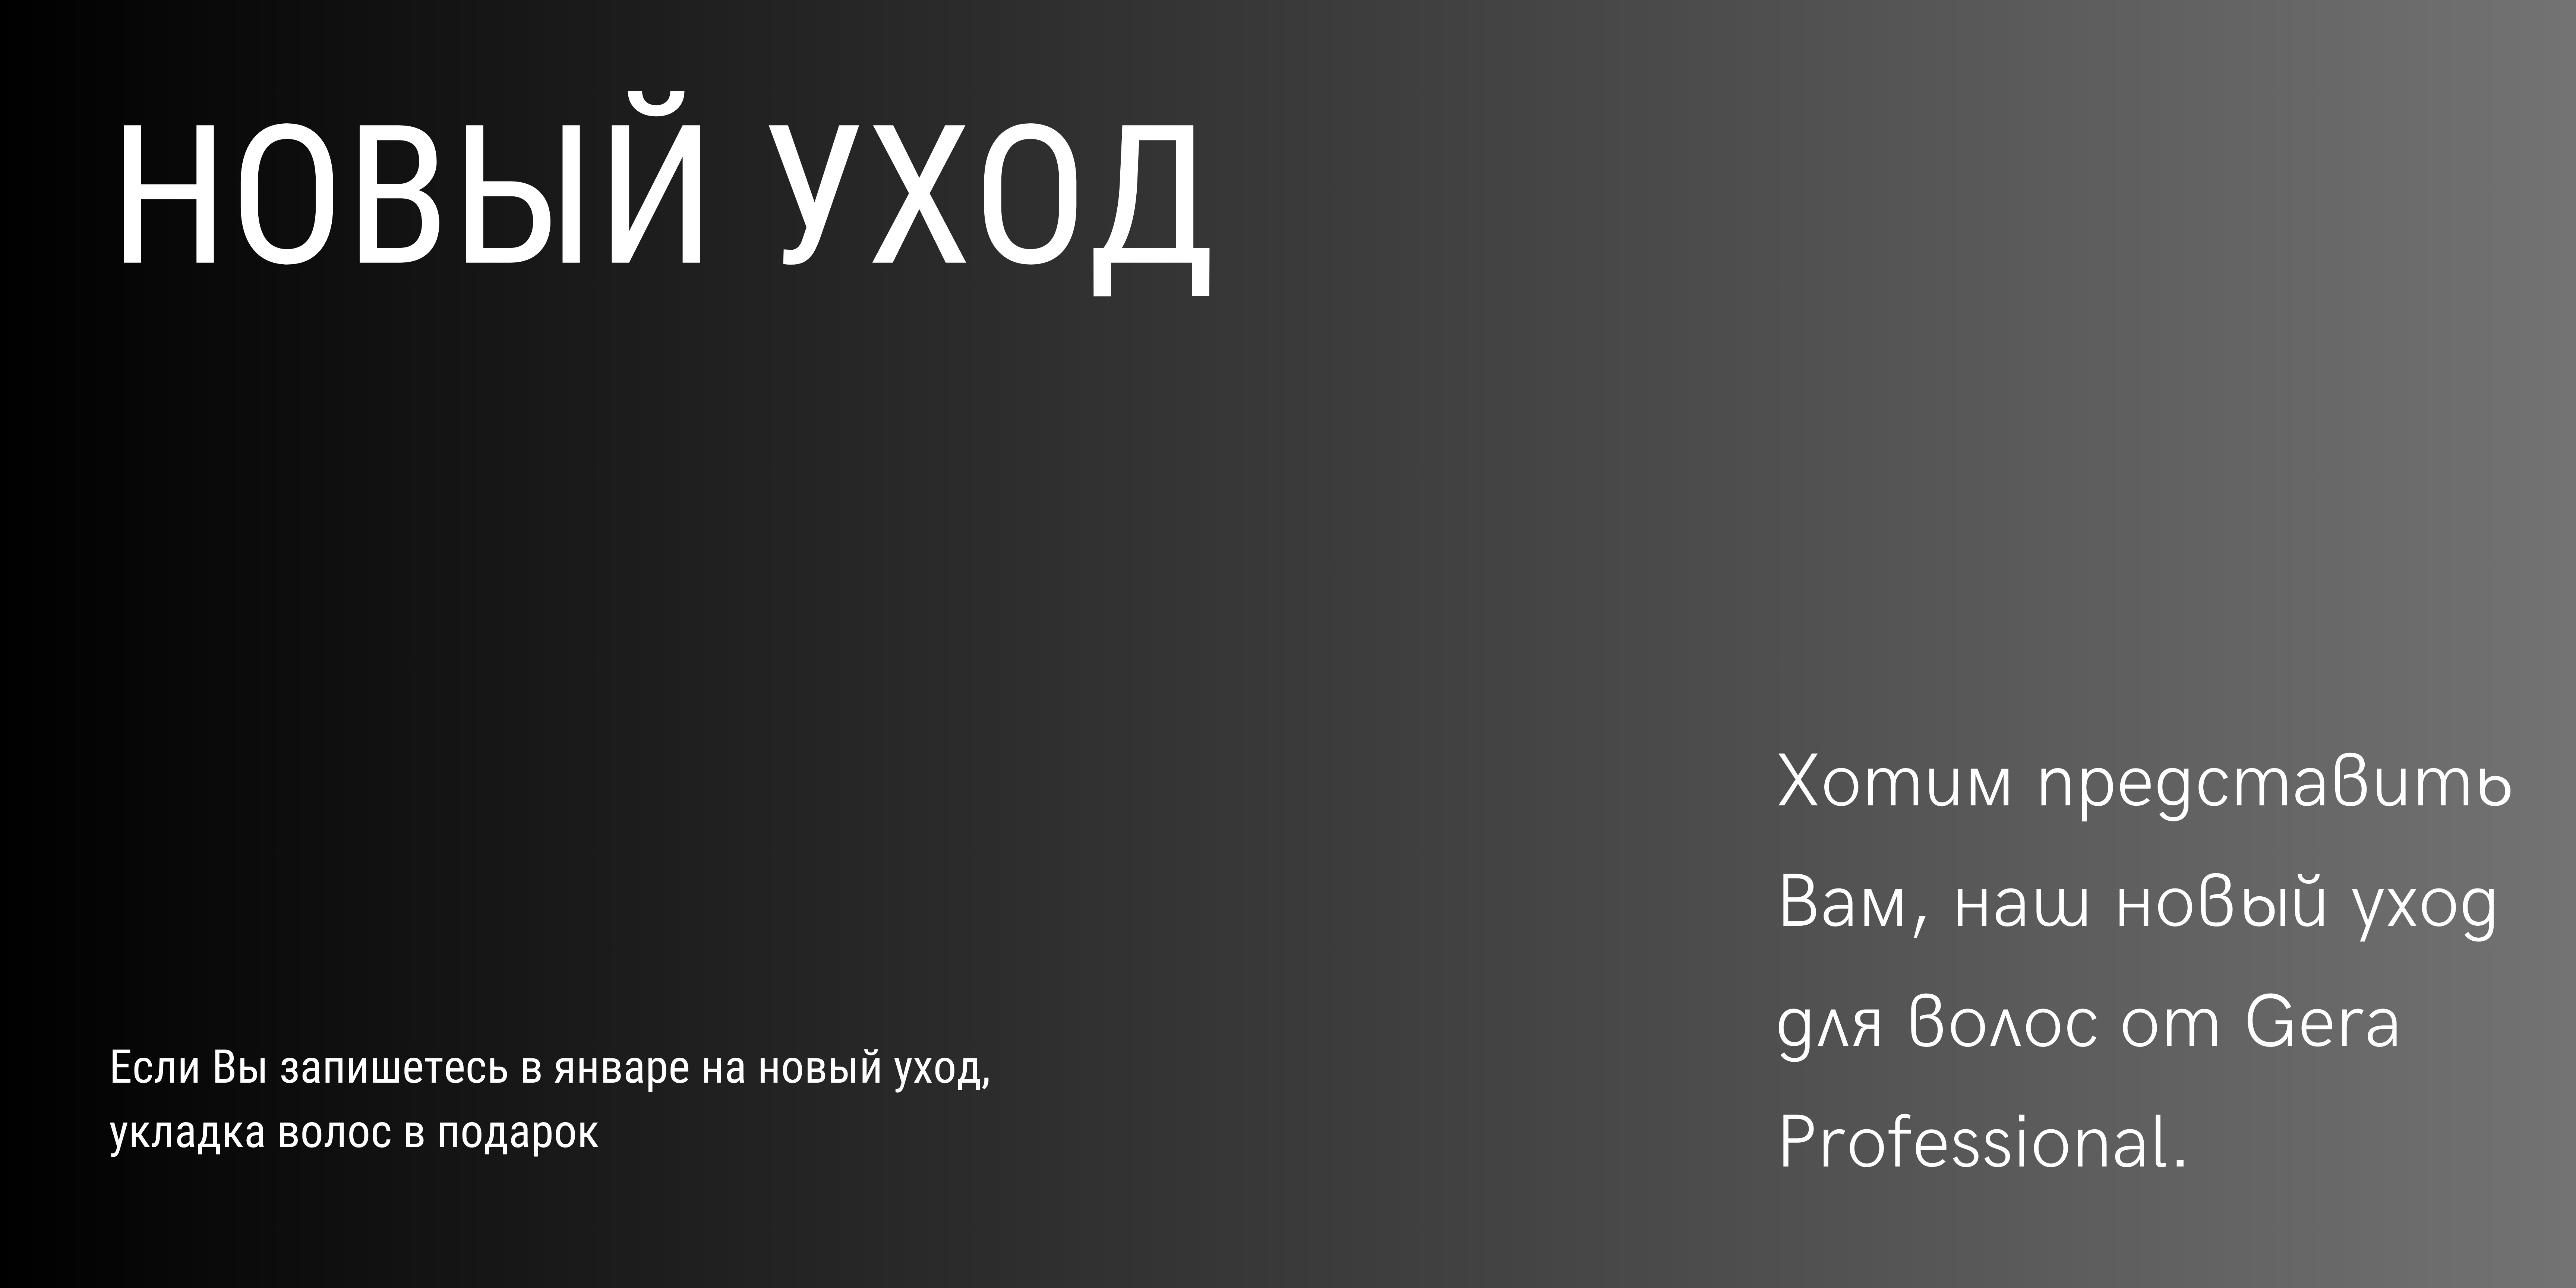 НОВЫЙ УХОД
Хотим представить
Вам, наш новый уход
для волос от Gera
Professional.
Если Вы запишетесь в январе на новый уход,
укладка волос в подарок